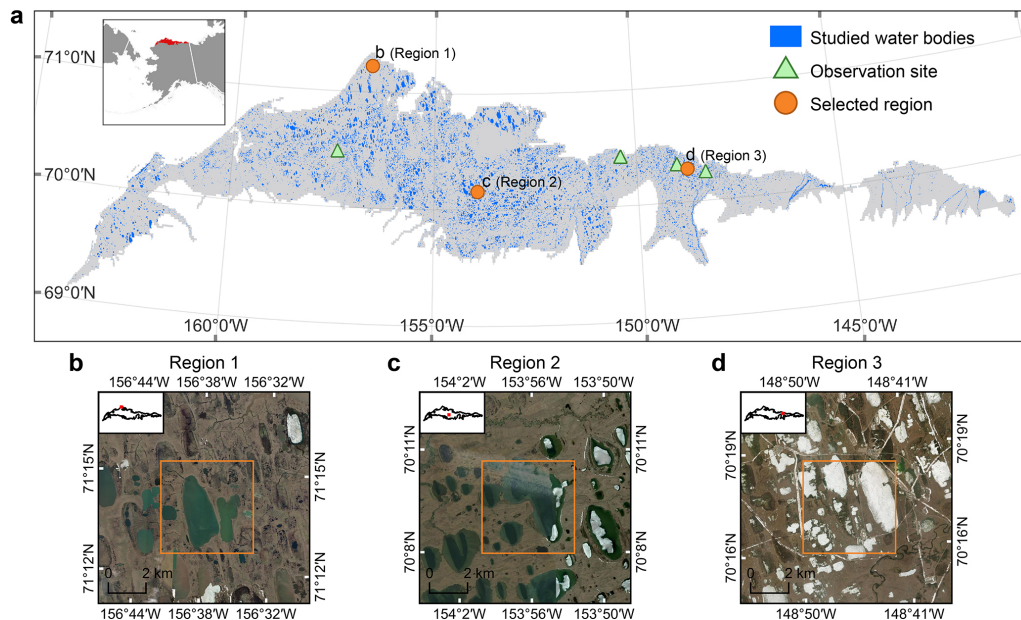 a
71°0'N
70°0'N
69°0'N
160°0'W
155°0'W
150°0'W
145°0'W
b (Region 1)
c (Region 2)
d (Region 3)
Studied water bodies
Observation site
Selected region
b
Region 1
156°44'W 156°38'W 156°32'W
71°15'N
71°12'N
71°15'N
71°12'N
0 2 km
156°44'W 156°38'W 156°32'W
c
Region 2
154°2'W 153°56'W 153°50'W
70°11'N
70°8'N
70°11'N
70°8'N
0 2 km
154°2'W 153°56'W 153°50'W
d
Region 3
148°50'W 148°41'W
70°19'N
70°16'N
70°19'N
70°16'N
0 2 km
148°50'W 148°41'W